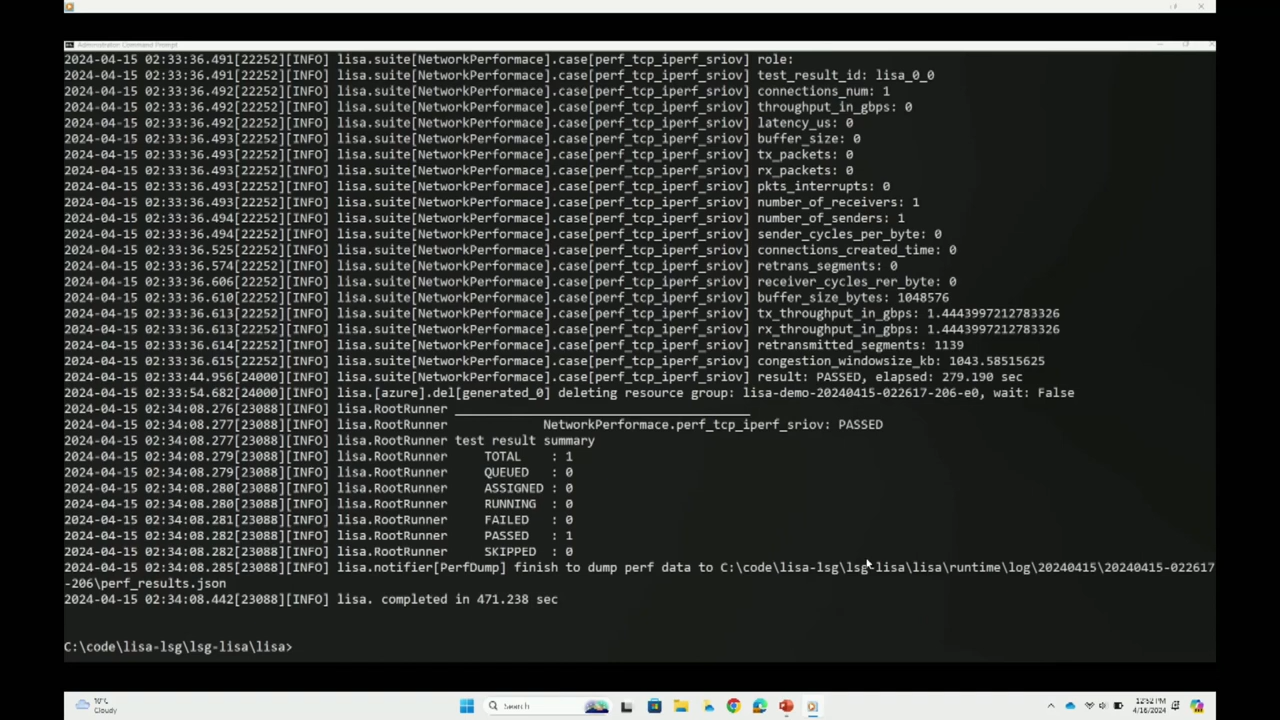 Administrator Command Prompt
2024-04-15 02:33:36.491[22252][INFO] lisa.suite[NetworkPerformace].case[perf_tcp_iperf_sriov] role:
2024-04-15 02:33:36.491[22252][INFO] lisa.suite[NetworkPerformace].case[perf_tcp_iperf_sriov] test_result_id: lisa_0_0
2024-04-15 02:33:36.492[22252][INFO] lisa.suite[NetworkPerformace].case[perf_tcp_iperf_sriov] connections_num: 1
2024-04-15 02:33:36.492[22252][INFO] lisa.suite[NetworkPerformace].case[perf_tcp_iperf_sriov] throughput_in_gbps: 0
2024-04-15 02:33:36.492[22252][INFO] lisa.suite[NetworkPerformace].case[perf_tcp_iperf_sriov] latency_us: 0
2024-04-15 02:33:36.493[22252][INFO] lisa.suite[NetworkPerformace].case[perf_tcp_iperf_sriov] buffer_size: 0
2024-04-15 02:33:36.493[22252][INFO] lisa.suite[NetworkPerformace].case[perf_tcp_iperf_sriov] tx_packets: 0
2024-04-15 02:33:36.493[22252][INFO] lisa.suite[NetworkPerformace].case[perf_tcp_iperf_sriov] rx_packets: 0
2024-04-15 02:33:36.493[22252][INFO] lisa.suite[NetworkPerformace].case[perf_tcp_iperf_sriov] pkts_interrupts: 0
2024-04-15 02:33:36.493[22252][INFO] lisa.suite[NetworkPerformace].case[perf_tcp_iperf_sriov] number_of_receivers: 1
2024-04-15 02:33:36.494[22252][INFO] lisa.suite[NetworkPerformace].case[perf_tcp_iperf_sriov] number_of_senders: 1
2024-04-15 02:33:36.494[22252][INFO] lisa.suite[NetworkPerformace].case[perf_tcp_iperf_sriov] sender_cycles_per_byte: 0
2024-04-15 02:33:36.525[22252][INFO] lisa.suite[NetworkPerformace].case[perf_tcp_iperf_sriov] connections_created_time: 0
2024-04-15 02:33:36.574[22252][INFO] lisa.suite[NetworkPerformace].case[perf_tcp_iperf_sriov] retrans_segments: 0
2024-04-15 02:33:36.606[22252][INFO] lisa.suite[NetworkPerformace].case[perf_tcp_iperf_sriov] receiver_cycles_rer_byte: 0
2024-04-15 02:33:36.610[22252][INFO] lisa.suite[NetworkPerformace].case[perf_tcp_iperf_sriov] buffer_size_bytes: 1048576
2024-04-15 02:33:36.613[22252][INFO] lisa.suite[NetworkPerformace].case[perf_tcp_iperf_sriov] tx_throughput_in_gbps: 1.4443997212783326
2024-04-15 02:33:36.613[22252][INFO] lisa.suite[NetworkPerformace].case[perf_tcp_iperf_sriov] rx_throughput_in_gbps: 1.4443997212783326
2024-04-15 02:33:36.614[22252][INFO] lisa.suite[NetworkPerformace].case[perf_tcp_iperf_sriov] retransmitted_segments: 1139
2024-04-15 02:33:36.615[22252][INFO] lisa.suite[NetworkPerformace].case[perf_tcp_iperf_sriov] congestion_windowsize_kb: 1043.58515625
2024-04-15 02:33:44.956[24000][INFO] lisa.suite[NetworkPerformace].case[perf_tcp_iperf_sriov] result: PASSED, elapsed: 279.190 sec
2024-04-15 02:33:54.682[24000][INFO] lisa.[azure].del[generated_0] deleting resource group: lisa-demo-20240415-022617-206-e0, wait: False
2024-04-15 02:34:08.276[23088][INFO] lisa.RootRunner ________________________________________
2024-04-15 02:34:08.277[23088][INFO] lisa.RootRunner NetworkPerformace.perf_tcp_iperf_sriov: PASSED
2024-04-15 02:34:08.277[23088][INFO] lisa.RootRunner test result summary
2024-04-15 02:34:08.279[23088][INFO] lisa.RootRunner TOTAL : 1
2024-04-15 02:34:08.279[23088][INFO] lisa.RootRunner QUEUED : 0
2024-04-15 02:34:08.280[23088][INFO] lisa.RootRunner ASSIGNED : 0
2024-04-15 02:34:08.281[23088][INFO] lisa.RootRunner RUNNING : 0
2024-04-15 02:34:08.281[23088][INFO] lisa.RootRunner FAILED : 0
2024-04-15 02:34:08.282[23088][INFO] lisa.RootRunner PASSED : 1
2024-04-15 02:34:08.282[23088][INFO] lisa.RootRunner SKIPPED : 0
2024-04-15 02:34:08.285[23088][INFO] lisa.notifier[PerfDump] finish to dump perf data to C:\code\lisa-lsg\lsg-lisa\lisa\runtime\log\20240415\20240415-022617
-206\perf_results.json
2024-04-15 02:34:08.442[23088][INFO] lisa. completed in 471.238 sec
C:\code\lisa-lsg\lsg-lisa\lisa>
10°C
Cloudy
Search
12:52 PM
4/16/2024